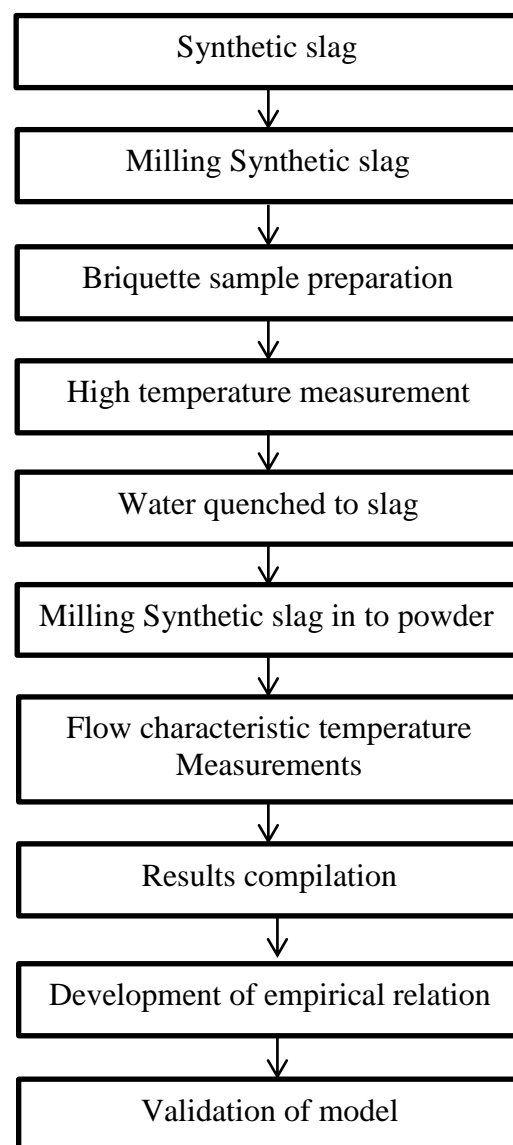 Synthetic slag
Milling Synthetic slag
Briquette sample preparation
High temperature measurement
Water quenched to slag
Milling Synthetic slag in to powder
Flow characteristic temperature
Measurements
Results compilation
Development of empirical relation
Validation of model